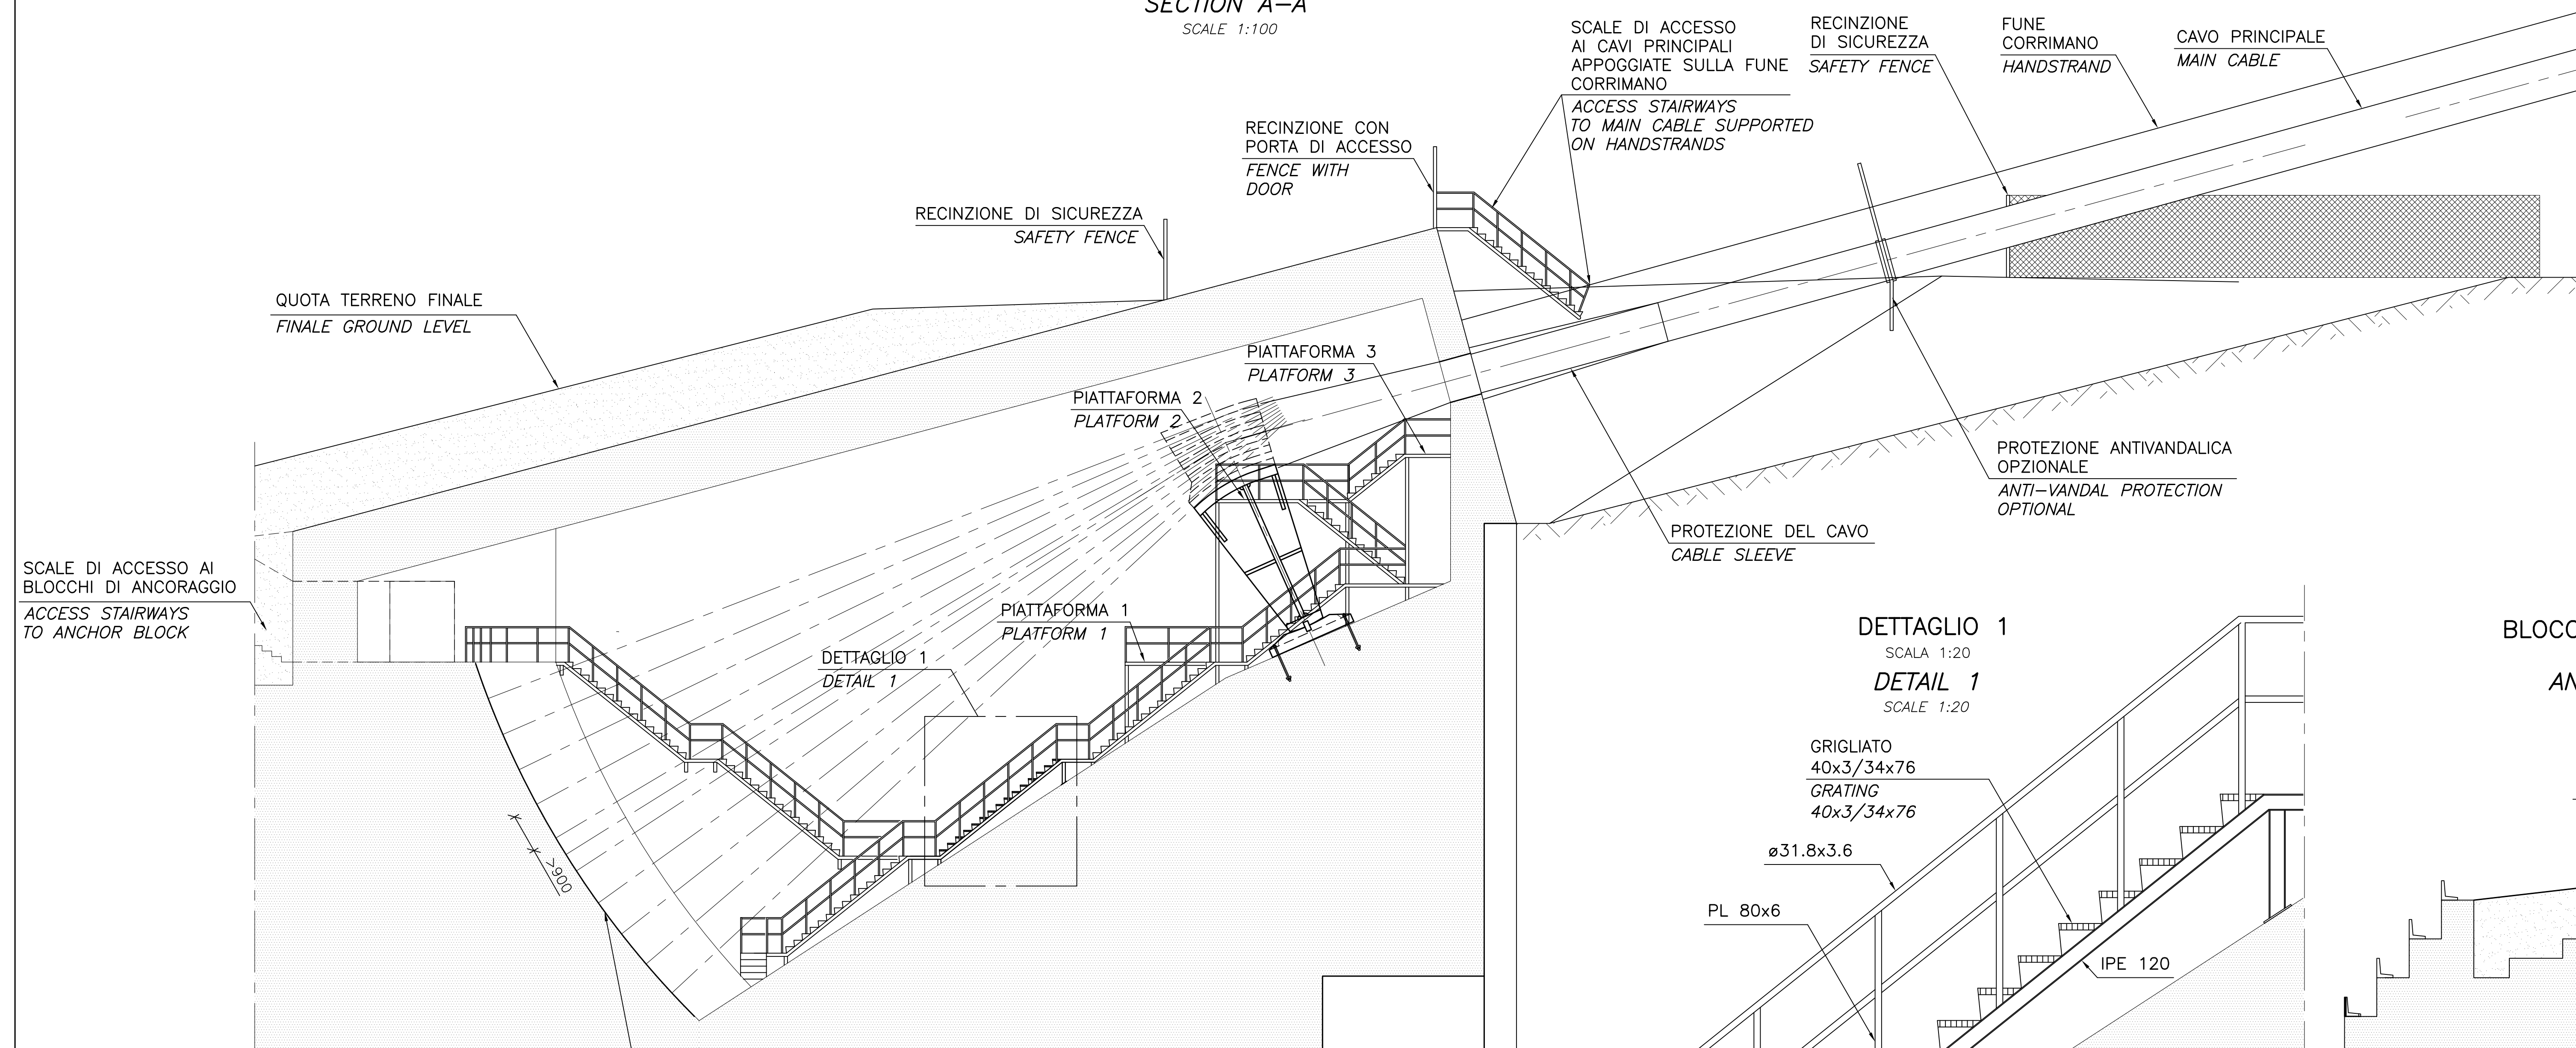 SECTION A–A
SCALE 1:100
SCALE DI ACCESSO
AI CAVI PRINCIPALI
APPOGGIATE SULLA FUNE
CORRIMANO
ACCESS STAIRWAYS
TO MAIN CABLE SUPPORTED
ON HANDSTRANDS
RECINZIONE
DI SICUREZZA
SAFETY FENCE
FUNE
CORRIMANO
HANDSTRAND
CAVO PRINCIPALE
MAIN CABLE
RECINZIONE CON
PORTA DI ACCESSO
FENCE WITH
DOOR
RECINZIONE DI SICUREZZA
SAFETY FENCE
QUOTA TERRENO FINALE
FINALE GROUND LEVEL
PIATTAFORMA 3
PLATFORM 3
PIATTAFORMA 2
PLATFORM 2
PROTEZIONE ANTIVANDALICA
OPZIONALE
ANTI–VANDAL PROTECTION
OPTIONAL
PROTEZIONE DEL CAVO
CABLE SLEEVE
SCALE DI ACCESSO AI
BLOCCHI DI ANCORAGGIO
ACCESS STAIRWAYS
TO ANCHOR BLOCK
PIATTAFORMA 1
PLATFORM 1
DETTAGLIO 1
DETAIL 1
>900
DETTAGLIO 1
SCALA 1:20
DETAIL 1
SCALE 1:20
GRIGLIATO
40x3/34x76
GRATING
40x3/34x76
ø31.8x3.6
PL 80x6
IPE 120
BLOCC
AN